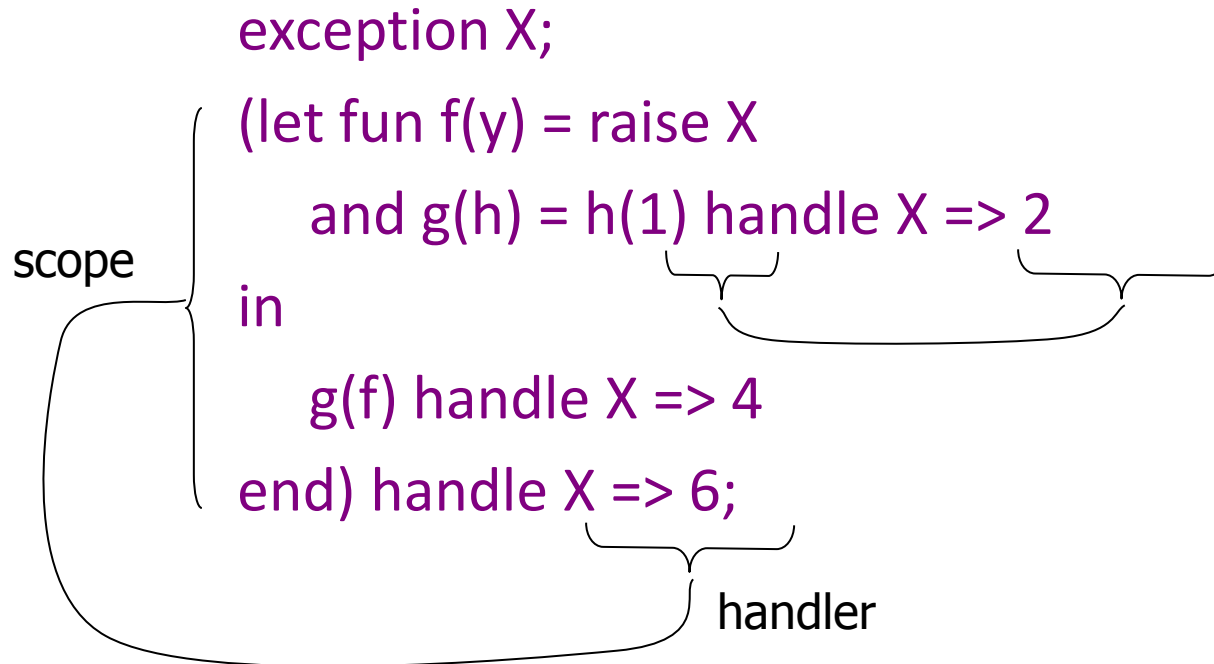 exception X;
(let fun f(y) = raise X
and g(h) = h(1) handle X => 2
scope
in
g(f) handle X => 4
end) handle X => 6;
handler